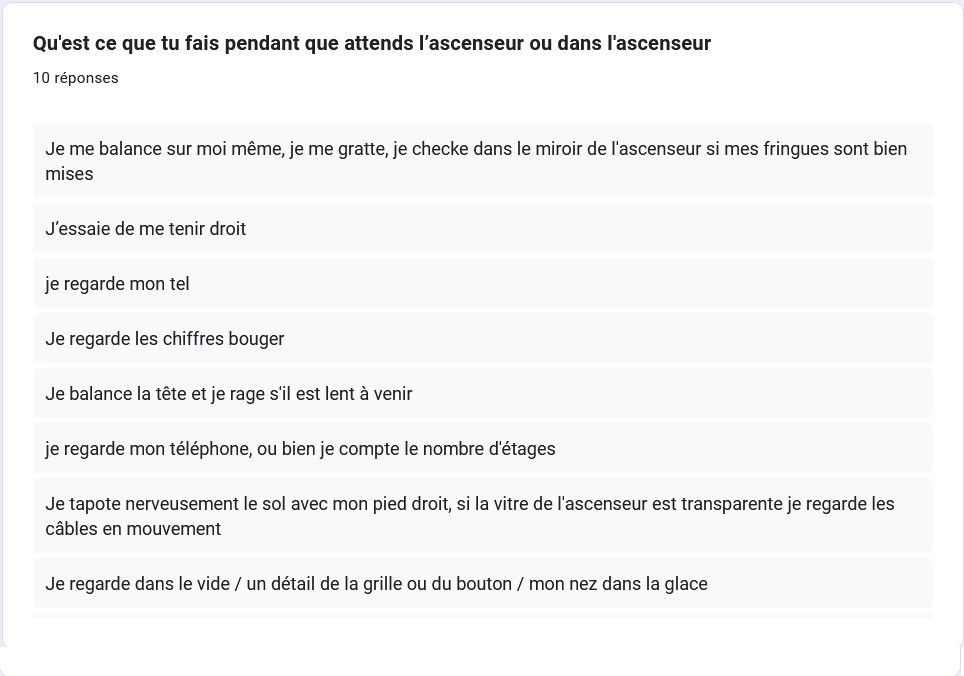 Qu'est ce que tu fais pendant que attends l’ascenseur ou dans l'ascenseur
10 réponses
Je me balance sur moi même, je me gratte, je checke dans le miroir de l'ascenseur si mes fringues sont bien
mises
J’essaie de me tenir droit
je regarde mon tel
Je regarde les chiffres bouger
Je balance la tête et je rage s'il est lent à venir
je regarde mon téléphone, ou bien je compte le nombre d'étages
Je tapote nerveusement le sol avec mon pied droit, si la vitre de l'ascenseur est transparente je regarde les
câbles en mouvement
Je regarde dans le vide / un détail de la grille ou du bouton / mon nez dans la glace